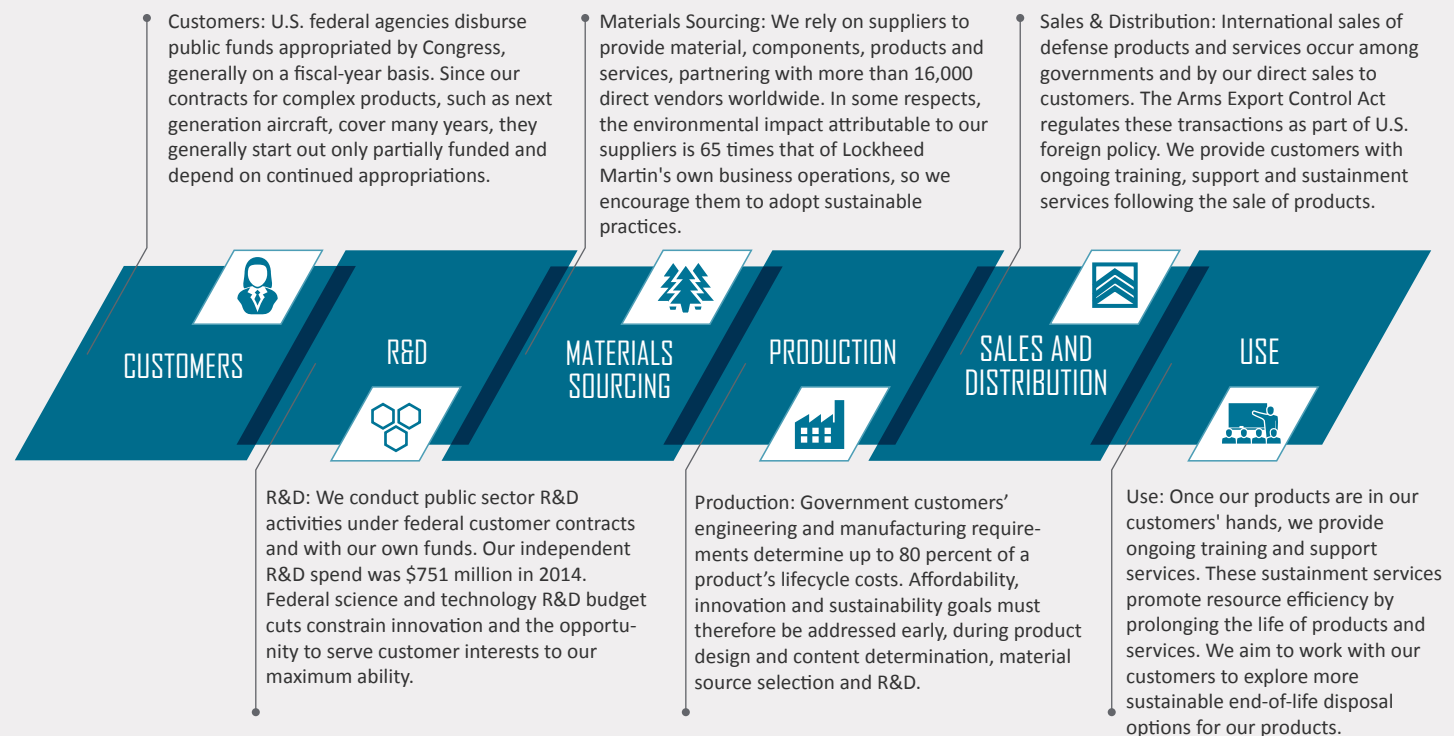 Customers: U.S. federal agencies disburse
public funds appropriated by Congress,
generally on a fiscal-year basis. Since our
contracts for complex products, such as next
generation aircraft, cover many years, they
generally start out only partially funded and
depend on continued appropriations.
Materials Sourcing: We rely on suppliers to
provide material, components, products and
services, partnering with more than 16,000
direct vendors worldwide. In some respects,
the environmental impact attributable to our
suppliers is 65 times that of Lockheed
Martin's own business operations, so we
encourage them to adopt sustainable
practices.
Sales & Distribution: International sales of
defense products and services occur among
governments and by our direct sales to
customers. The Arms Export Control Act
regulates these transactions as part of U.S.
foreign policy. We provide customers with
ongoing training, support and sustainment
services following the sale of products.
CUSTOMERS
R&D
MATERIALS
SOURCING
PRODUCTION
SALES AND
DISTRIBUTION
USE
R&D: We conduct public sector R&D
activities under federal customer contracts
and with our own funds. Our independent
R&D spend was $751 million in 2014.
Federal science and technology R&D budget
cuts constrain innovation and the opportu-
nity to serve customer interests to our
maximum ability.
Production: Government customers’
engineering and manufacturing require-
ments determine up to 80 percent of a
product’s lifecycle costs. Affordability,
innovation and sustainability goals must
therefore be addressed early, during product
design and content determination, material
source selection and R&D.
Use: Once our products are in our
customers' hands, we provide
ongoing training and support
services. These sustainment services
promote resource efficiency by
prolonging the life of products and
services. We aim to work with our
customers to explore more
sustainable end-of-life disposal
options for our products.